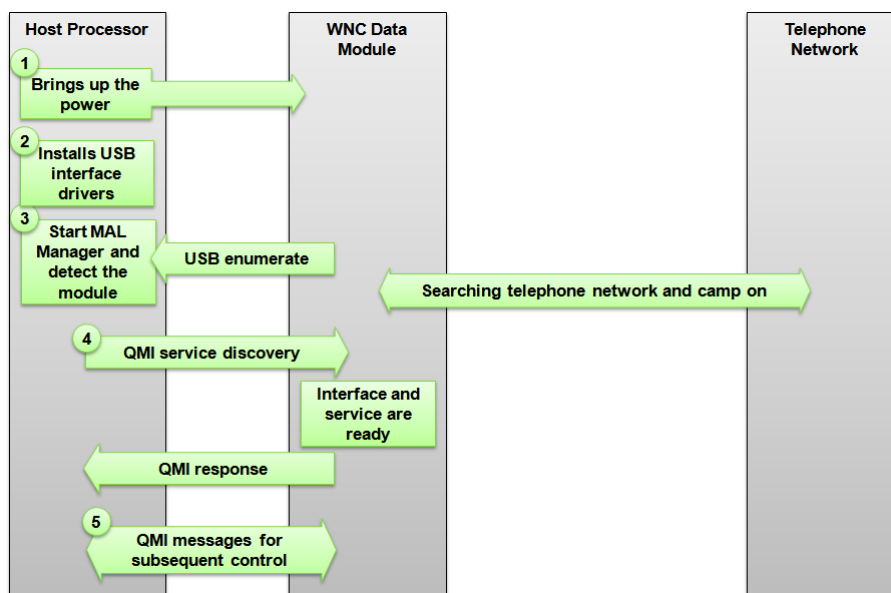 Host Processor
WNC Data
Module
Telephone
Network
1
Brings up the
power
2
Installs USB
interface
drivers
3
Start MAL
Manager and
detect the
module
USB enumerate
Searching telephone network and camp on
4
QMI service discovery
Interface and
service are
ready
QMI response
5
QMI messages for
subsequent control